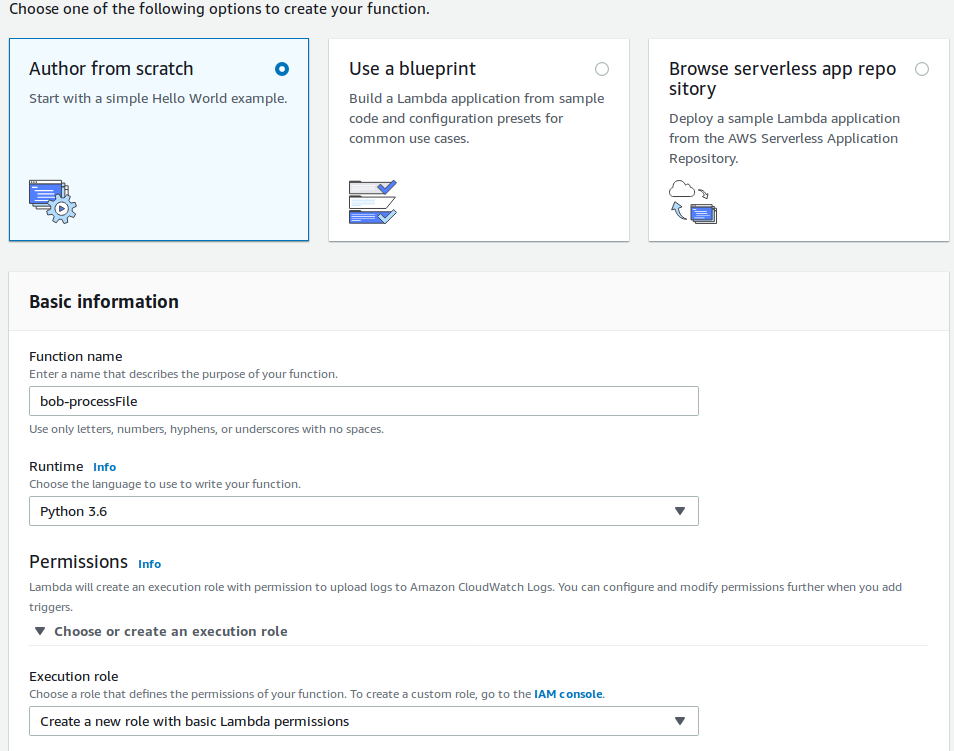 Choose one of the following options to create your function.
Author from scratch
Start with a simple Hello World example.
Use a blueprint
Build a Lambda application from sample
code and configuration presets for
common use cases.
Browse serverless app repo
sitory
Deploy a sample Lambda application
from the AWS Serverless Application
Repository.
Basic information
Function name
Enter a name that describes the purpose of your function.
bob-processFile
Use only letters, numbers, hyphens, or underscores with no spaces.
Runtime Info
Choose the language to use to write your function.
Python 3.6
Permissions Info
Lambda will create an execution role with permission to upload logs to Amazon CloudWatch Logs. You can configure and modify permissions further when you add
triggers.
Choose or create an execution role
Execution role
Choose a role that defines the permissions of your function. To create a custom role, go to the IAM console.
Create a new role with basic Lambda permissions